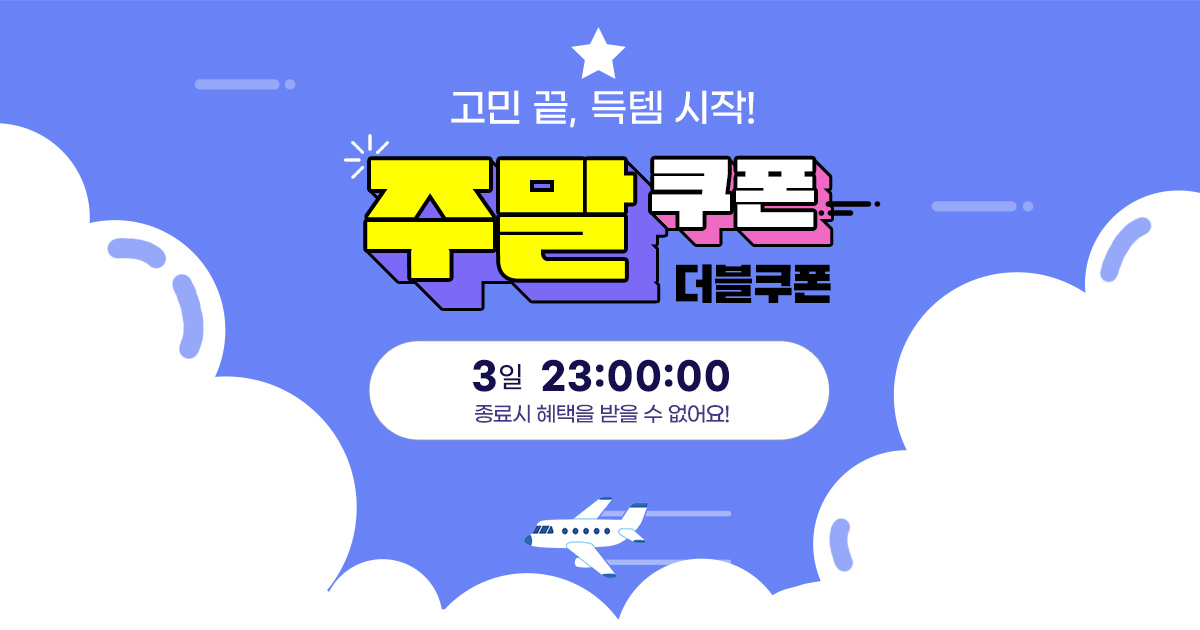 고민 끝, 득템 시작!
주말 쿠폰
더블쿠폰
3일 23:00:00
종료시 혜택을 받을 수 없어요!